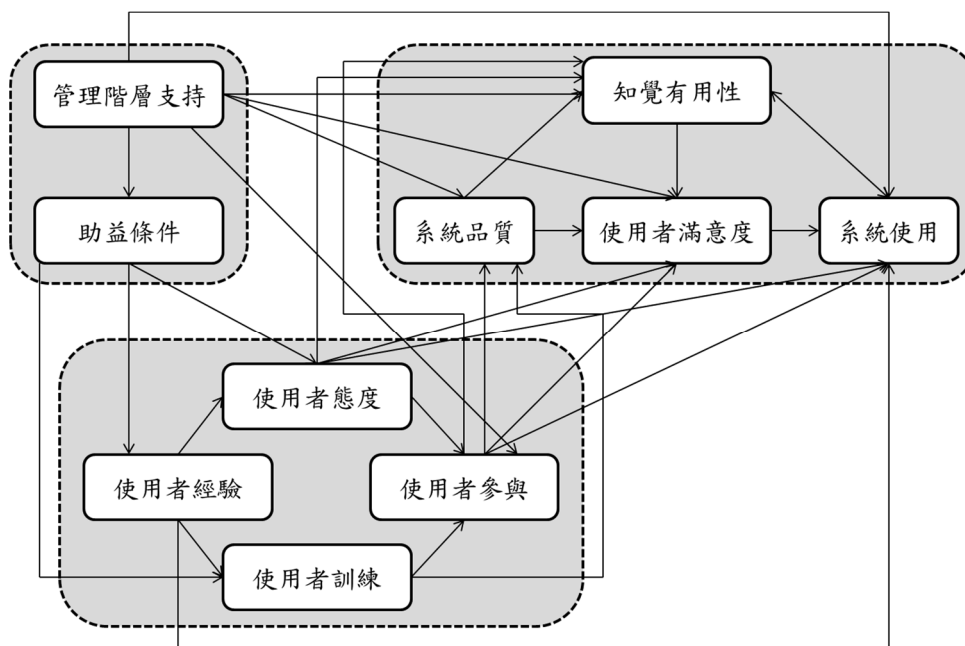 管理階層支持
知覺有用性
助益條件
系統品質
使用者滿意度
系統使用
使用者態度
使用者經驗
使用者參與
使用者訓練